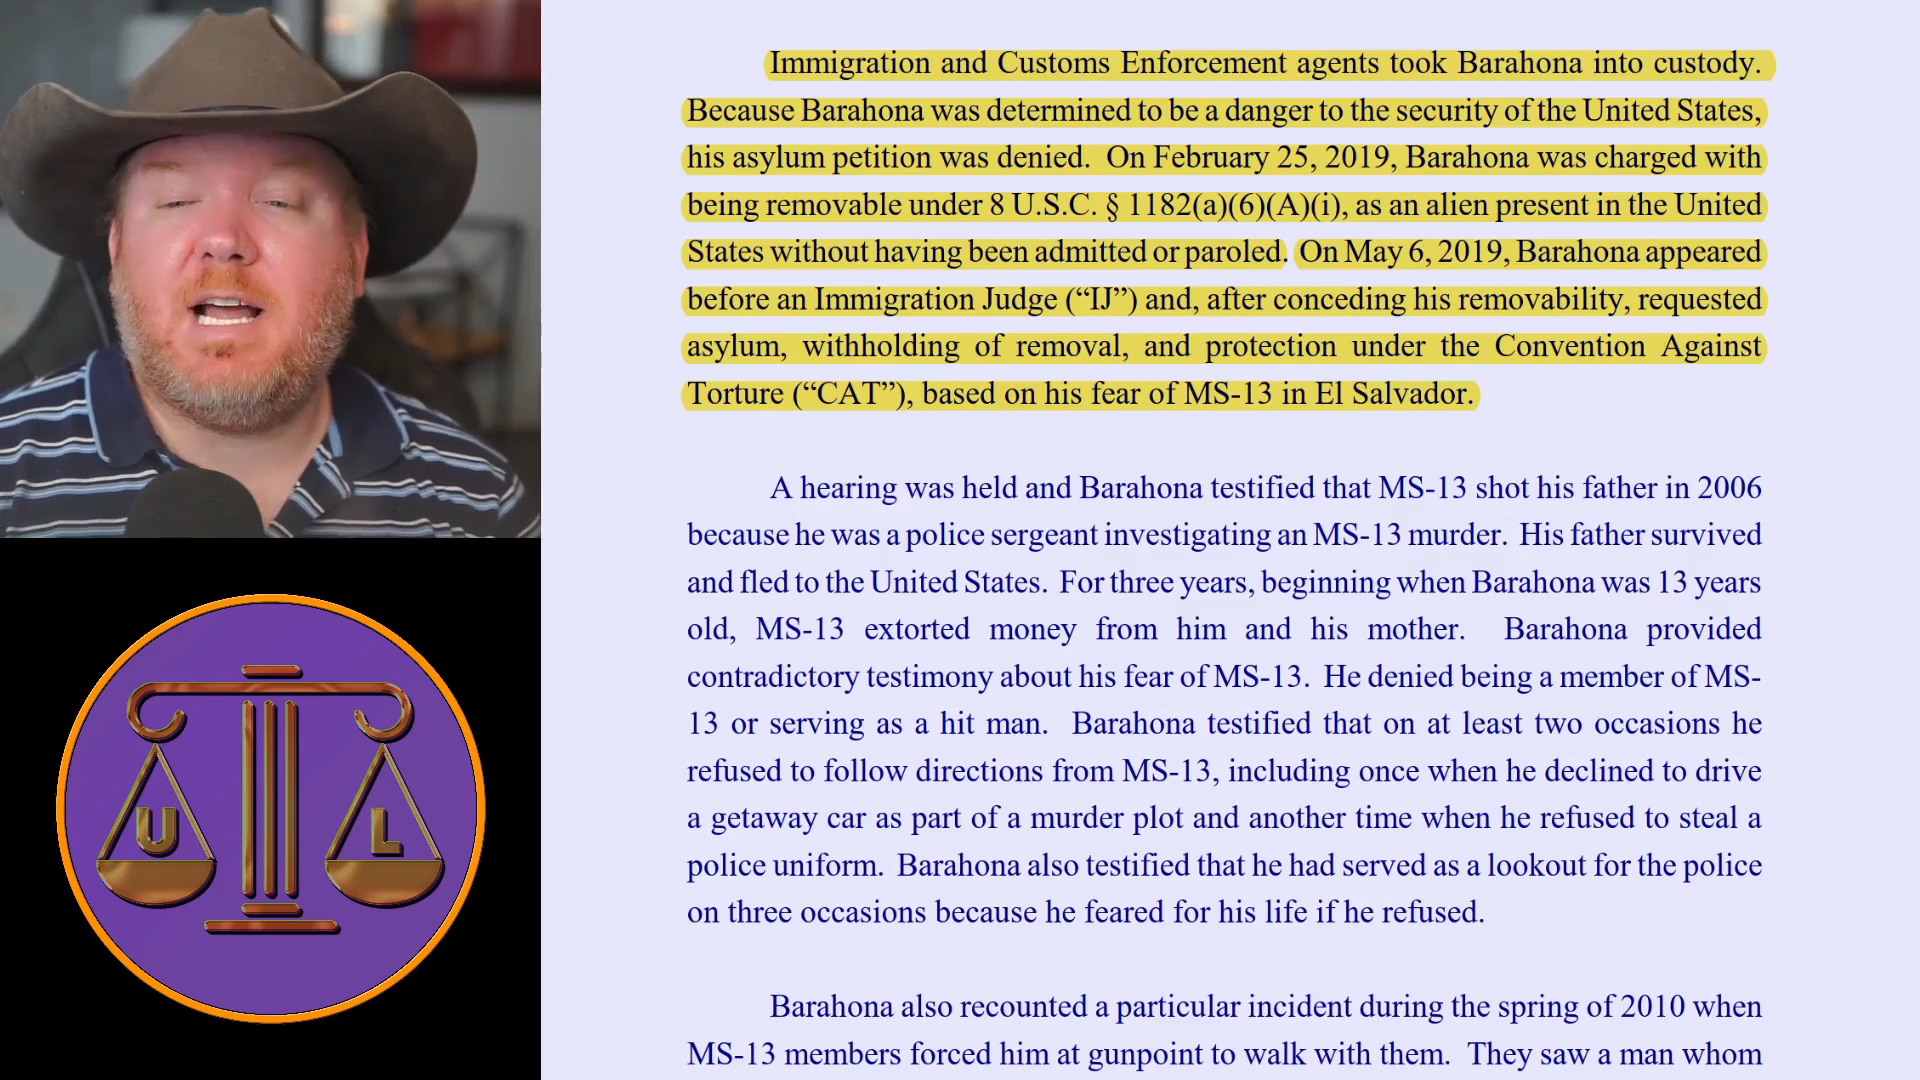 Immigration and Customs Enforcement agents took Barahona into custody.
Because Barahona was determined to be a danger to the security of the United States,
his asylum petition was denied. On February 25, 2019, Barahona was charged with
being removable under 8 U.S.C. § 1182(a)(6)(A)(i), as an alien present in the United
States without having been admitted or paroled. On May 6, 2019, Barahona appeared
before an Immigration Judge (“IJ”) and, after conceding his removability, requested
asylum, withholding of removal, and protection under the Convention Against
Torture (“CAT”), based on his fear of MS-13 in El Salvador.
A hearing was held and Barahona testified that MS-13 shot his father in 2006
because he was a police sergeant investigating an MS-13 murder. His father survived
and fled to the United States. For three years, beginning when Barahona was 13 years
old, MS-13 extorted money from him and his mother. Barahona provided
contradictory testimony about his fear of MS-13. He denied being a member of MS-
13 or serving as a hit man. Barahona testified that on at least two occasions he
refused to follow directions from MS-13, including once when he declined to drive
a getaway car as part of a murder plot and another time when he refused to steal a
police uniform. Barahona also testified that he had served as a lookout for the police
on three occasions because he feared for his life if he refused.
Barahona also recounted a particular incident during the spring of 2010 when
MS-13 members forced him at gunpoint to walk with them. They saw a man whom
U L